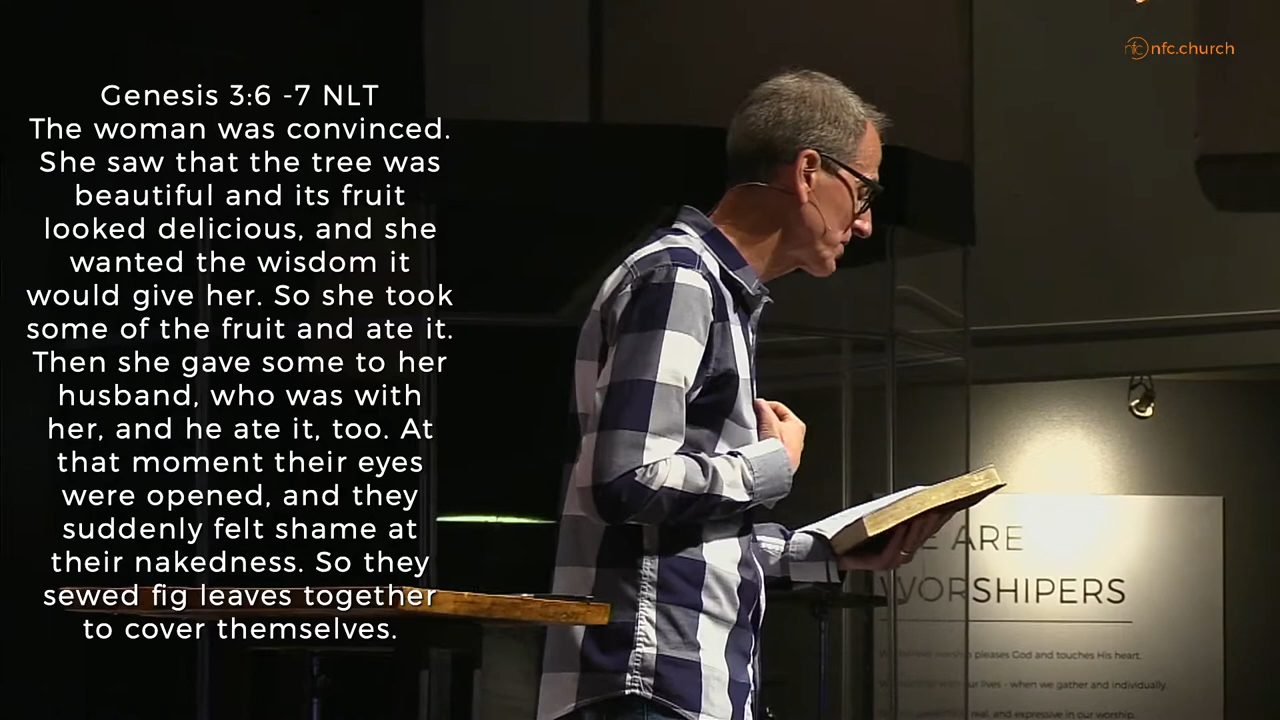 Genesis 3:6 -7 NLT
The woman was convinced.
She saw that the tree was
beautiful and its fruit
looked delicious, and she
wanted the wisdom it
would give her. So she took
some of the fruit and ate it.
Then she gave some to her
husband, who was with
her, and he ate it, too. At
that moment their eyes
were opened, and they
suddenly felt shame at
their nakedness. So they
sewed fig leaves together
to cover themselves.
nfc nfc.church
ARE
WORSHIPERS
pleases God and touches His heart.
our lives - when we gather and individually.
real, and expressive in our worship.